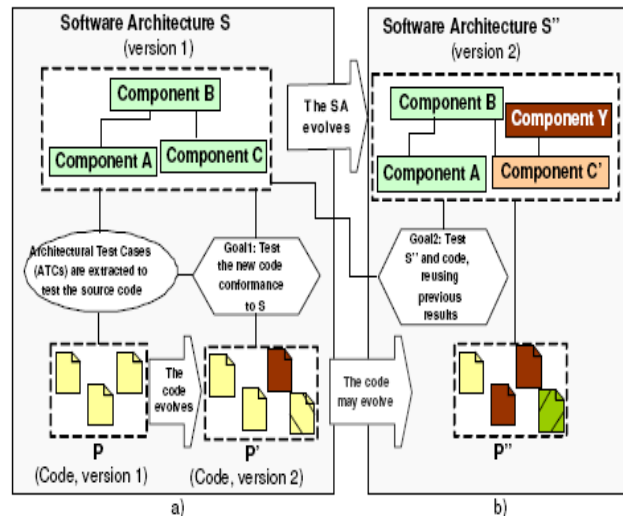 Software Architecture S
(version 1)
Component B
Component A
Component C
The SA
evolves
Software Architecture S''
(version 2)
Component B
Component Y
Component A
Component C'
Architectural Test Cases
(ATCs) are extracted to
test the source code
Goal1: Test
the new code
conformance
to S
Goal2: Test
S'' and code,
reusing
previous
results
The
code
evolves
The code
may evolve
P
(Code, version 1)
P'
(Code, version 2)
P''
a)
b)